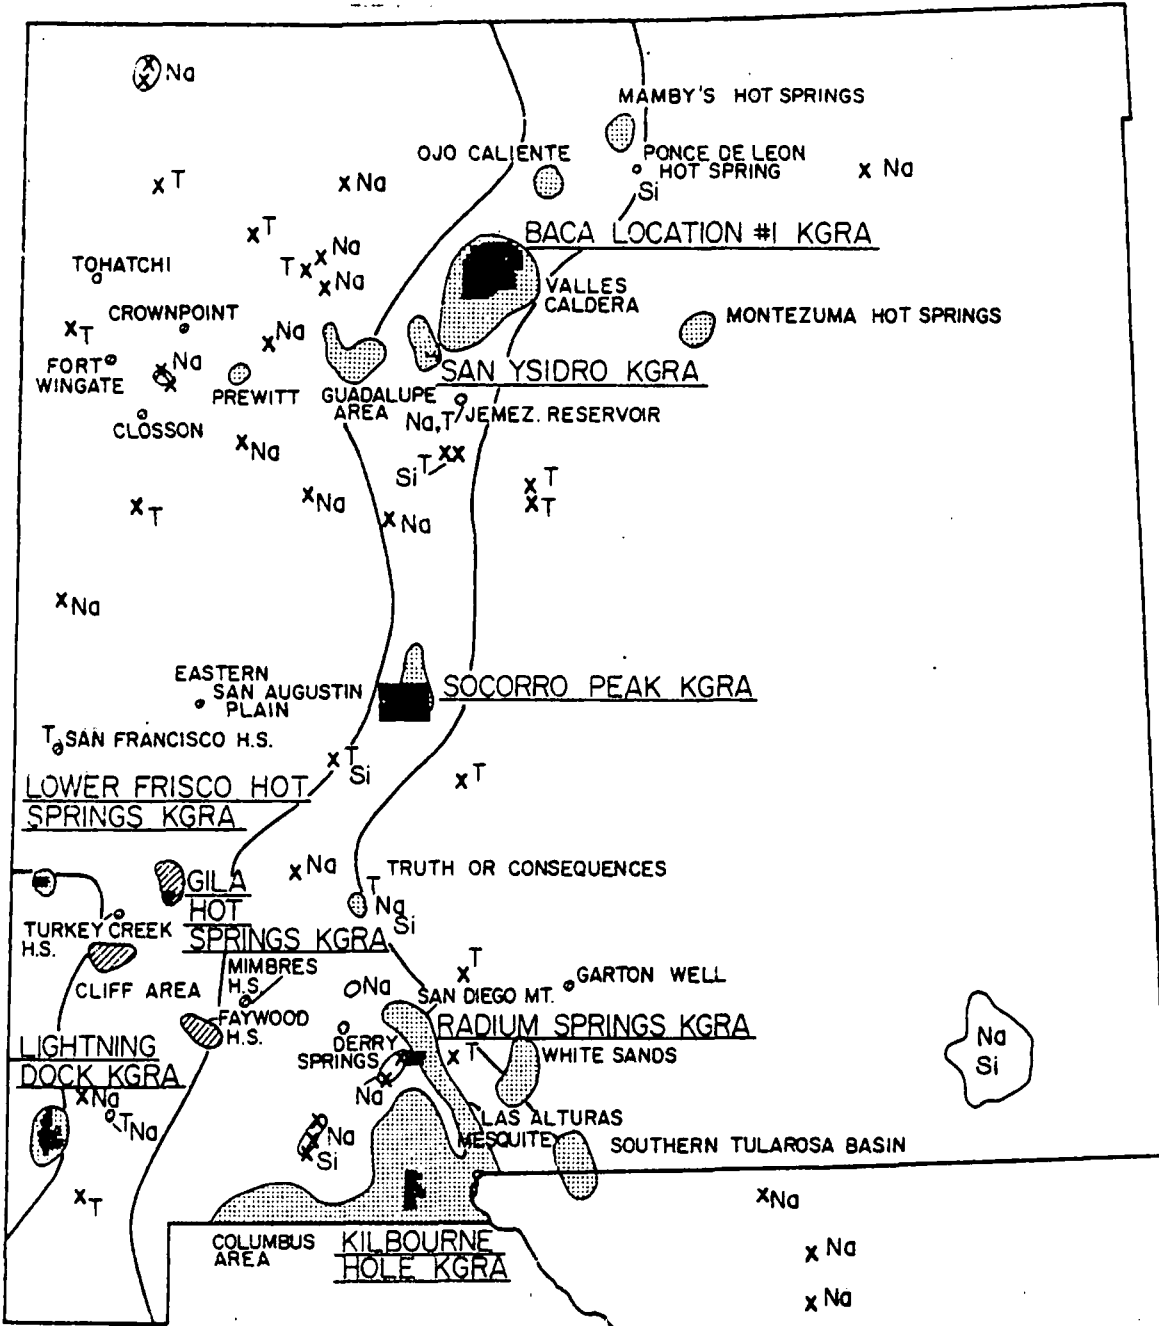 Na
MAMBY'S HOT SPRINGS
OJO CALIENTE
PONCE DE LEON
HOT SPRING
Si
x Na
x T
x Na
x T
BACA LOCATION #1 KGRA
x Na
T x
x Na
TOHATCHI
VALLES
CALDERA
CROWNPOINT
MONTEZUMA HOT SPRINGS
x T
x Na
FORT
WINGATE
x Na
x
PREWITT
GUADALUPE
AREA
SAN YSIDRO KGRA
Na,T
JEMEZ. RESERVOIR
CLOSSON
x Na
T xx
Si
x T
x T
x Na
x T
x Na
x Na
EASTERN
SAN AUGUSTIN
PLAIN
SOCORRO PEAK KGRA
T
SAN FRANCISCO H.S.
x T
Si
x T
LOWER FRISCO HOT
SPRINGS KGRA
x Na
TRUTH OR CONSEQUENCES
T
Na
Si
GILA
HOT
SPRINGS KGRA
TURKEY CREEK
H.S.
CLIFF AREA
MIMBRES
H.S.
Na
x T
GARTON WELL
SAN DIEGO MT.
FAYWOOD
H.S.
RADIUM SPRINGS KGRA
DERRY
SPRINGS
x T
WHITE SANDS
Na
Na
Si
LIGHTNING
DOCK KGRA
x Na
T Na
Na
Si
LAS ALTURAS
MESQUITE
SOUTHERN TULAROSA BASIN
x T
x Na
COLUMBUS
AREA
KILBOURNE
HOLE KGRA
x Na
x Na